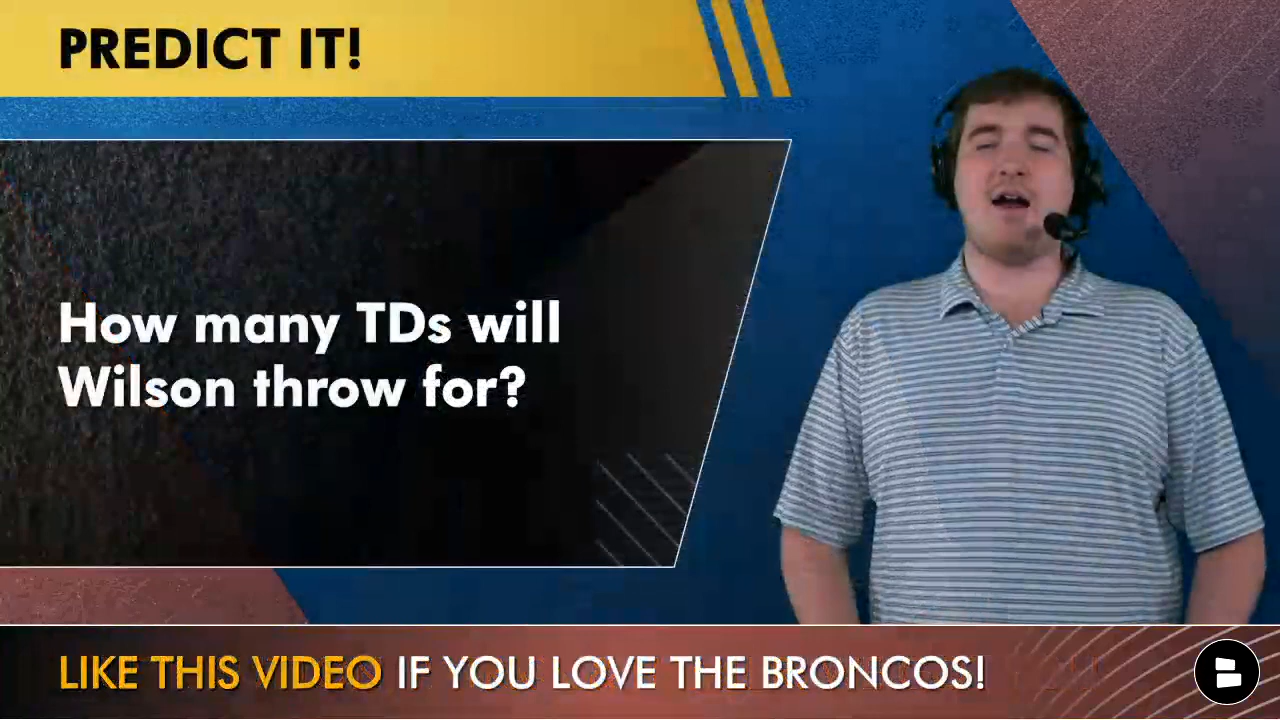 PREDICT IT!
How many TDs will
Wilson throw for?
LIKE THIS VIDEO IF YOU LOVE THE BRONCOS!